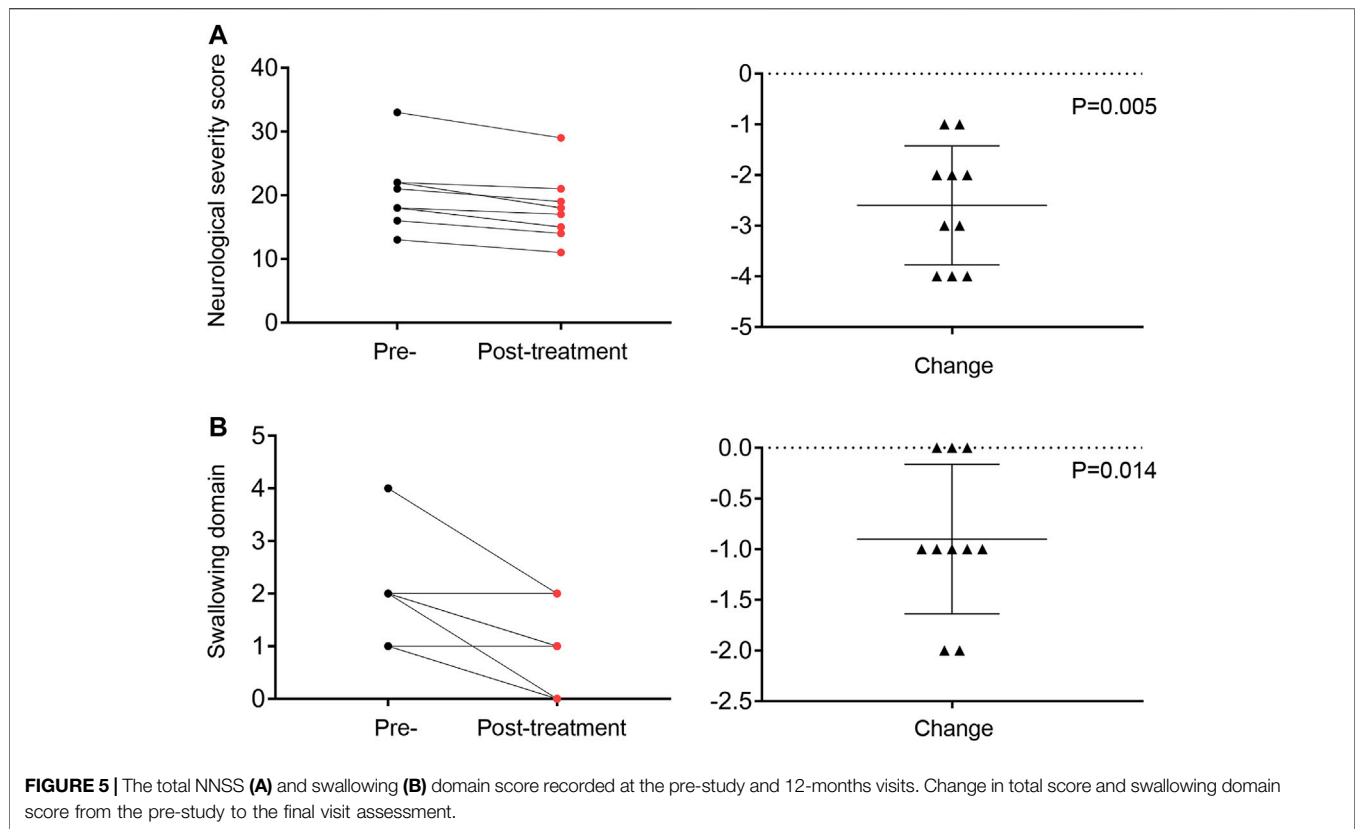 A
Neurological severity score
40
30
20
10
0
Pre-
Post-treatment
0
-1
-2
-3
-4
-5
P=0.005
Change
B
Swallowing domain
5
4
3
2
1
0
Pre-
Post-treatment
0.0
-0.5
-1.0
-1.5
-2.0
-2.5
P=0.014
Change
FIGURE 5 | The total NNSS (A) and swallowing (B) domain score recorded at the pre-study and 12-months visits. Change in total score and swallowing domain
score from the pre-study to the final visit assessment.